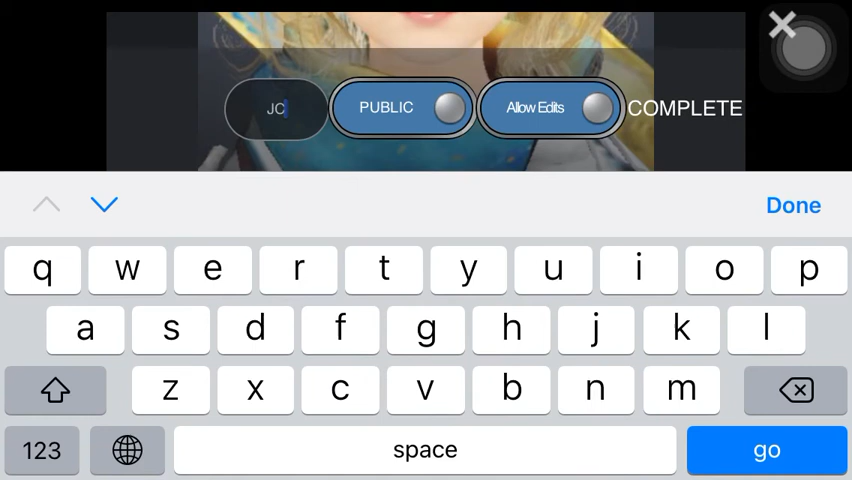 JC
PUBLIC
Allow Edits
COMPLETE
Done
q w e r t y u i o p
a s d f g h j k l
z x c v b n m
123 space go